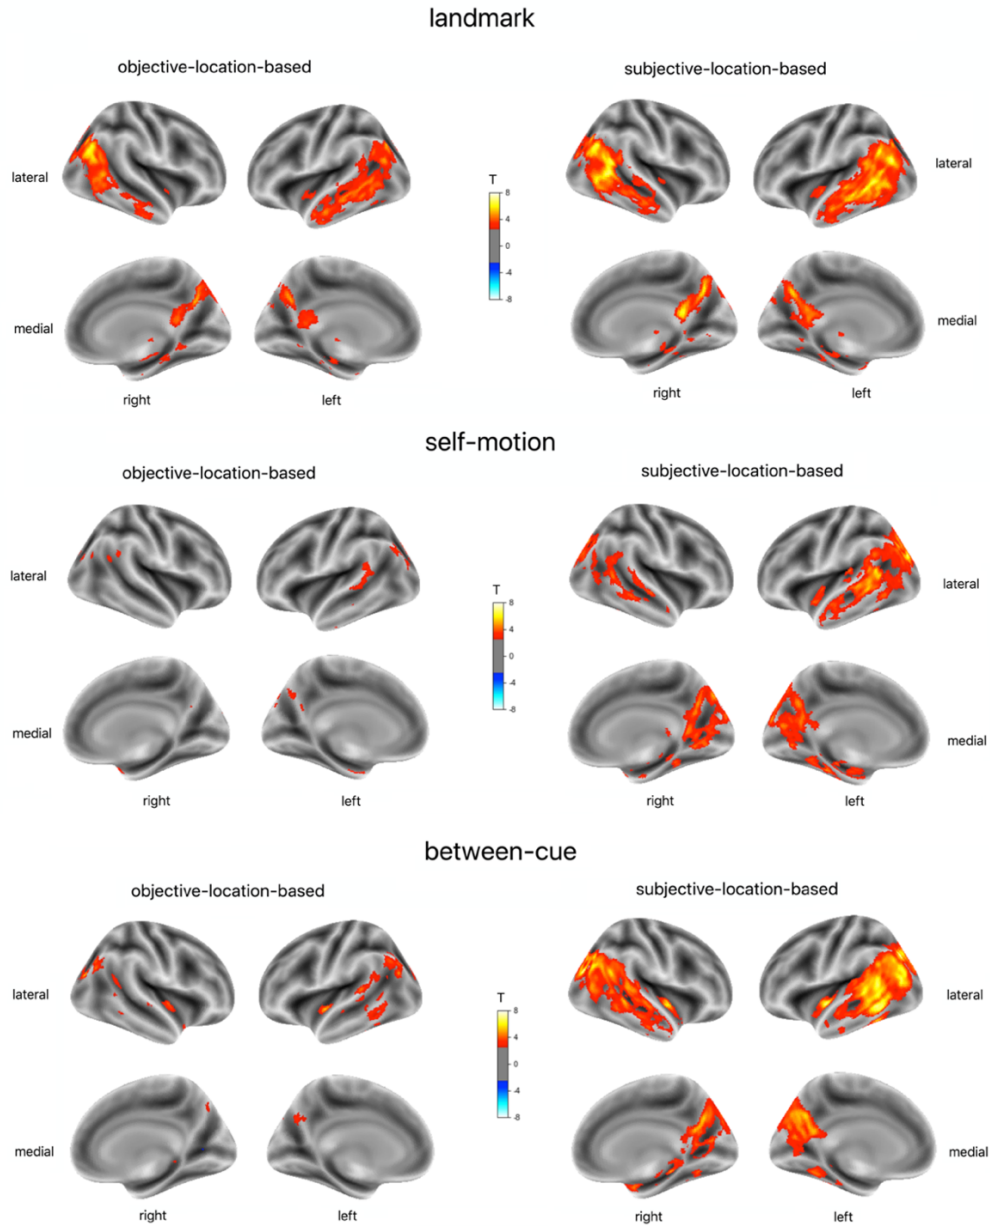 landmark
objective-location-based
subjective-location-based
lateral
lateral
T
8
4
0
-4
-8
medial
medial
right
left
right
left
self-motion
objective-location-based
subjective-location-based
lateral
lateral
T
8
4
0
-4
-8
medial
medial
right
left
right
left
between-cue
objective-location-based
subjective-location-based
lateral
lateral
T
8
4
0
-4
-8
medial
medial
right
left
right
left